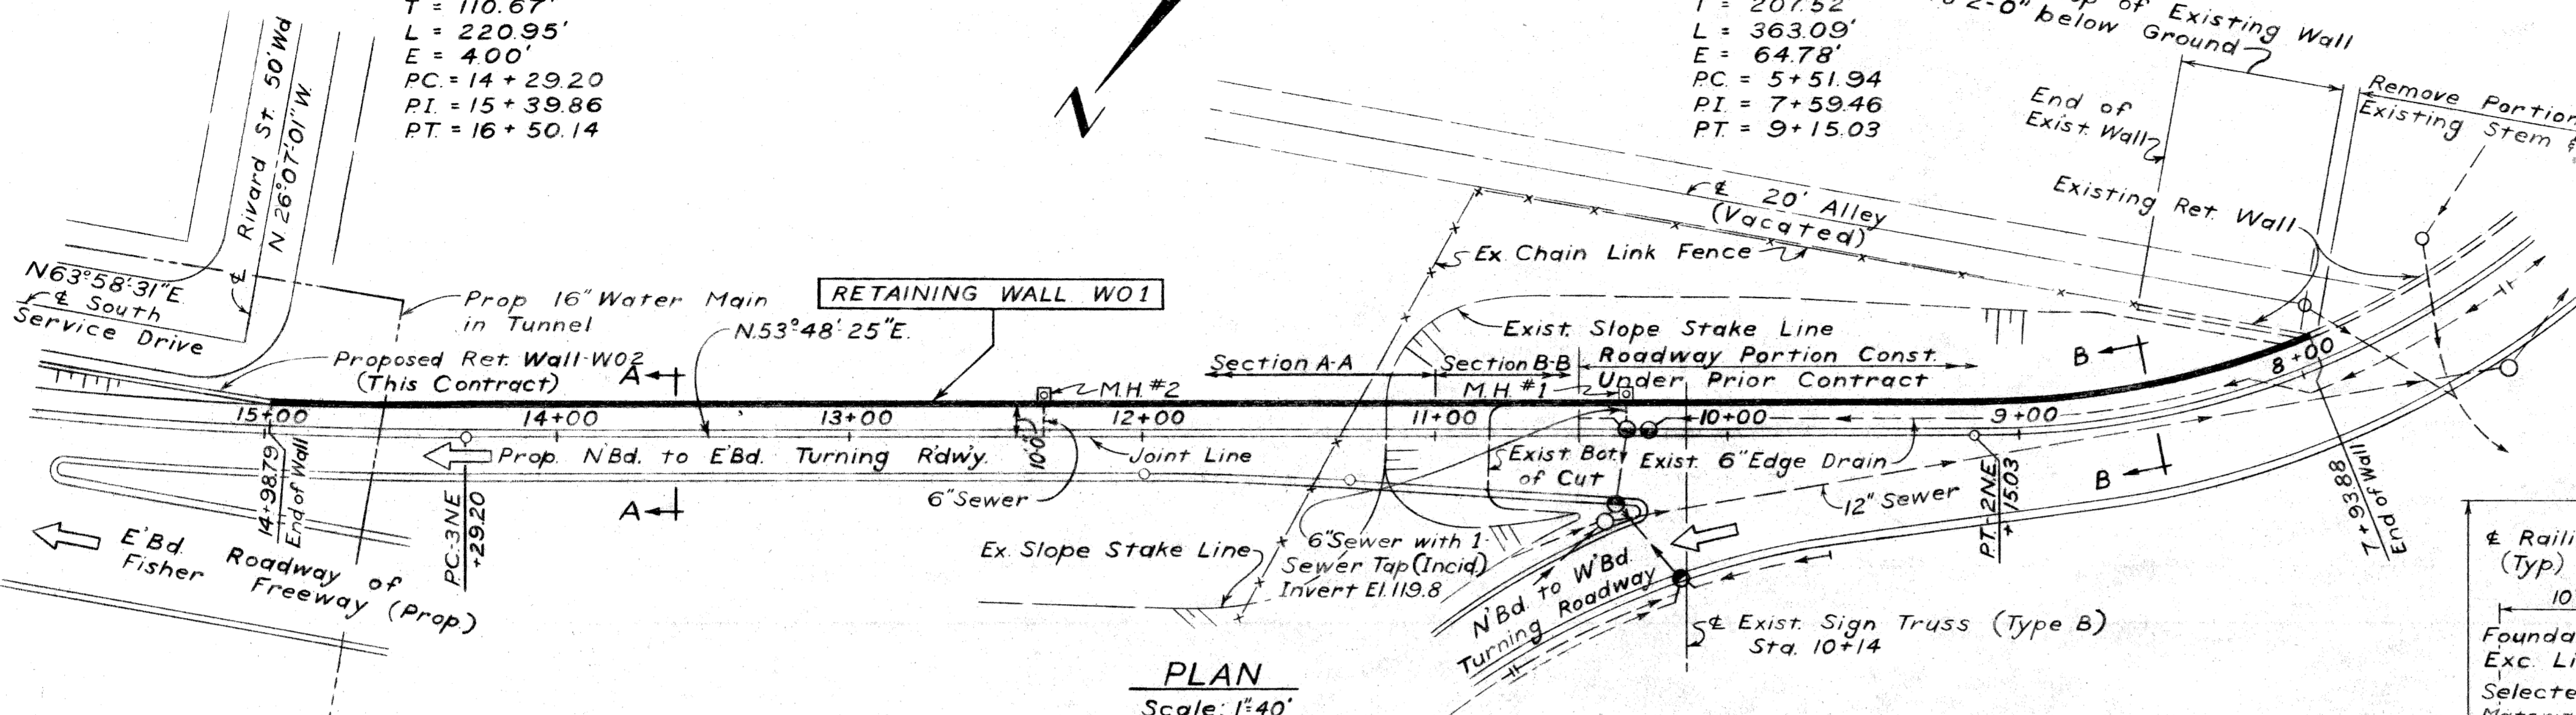 T = 110.67'
L = 220.95'
E = 4.00'
P.C. = 14 + 29.20
P.I. = 15 + 39.86
P.T. = 16 + 50.14
T = 207.52'
L = 363.09'
E = 64.78'
P.C. = 5+51.94
P.I. = 7+59.46
P.T. = 9+15.03
of Existing Wall
2'-0" below Ground
Remove Portion
Existing Stem &
End of
Exist. Wall
Existing Ret. Wall
Rivard St. 50' Wd
N. 26°07'-01" W.
℄
N
℄ 20' Alley
(Vacated)
Ex. Chain Link Fence
N63°58'-31"E.
℄ South
Service Drive
Prop 16" Water Main
in Tunnel
RETAINING WALL W01
N.53°48'-25"E.
Proposed Ret. Wall-W02
(This Contract)
A
Exist. Slope Stake Line
Section A-A
Section B-B
Roadway Portion Const.
Under Prior Contract
M.H. #2
M.H. #1
B
8+00
15+00
14+00
13+00
12+00
11+00
10+00
9+00
10'-0"
Prop. N'Bd. to E'Bd. Turning R'dw'y.
Joint Line
Exist. Bot.
of Cut
Exist. 6" Edge Drain
6" Sewer
12" Sewer
A
B
14+98.79
End of Wall
P.C.-3NE
+29.20
P.T.-2NE
+15.03
7+93.88
End of Wall
E'Bd. Roadway of
Fisher Freeway (Prop.)
Ex. Slope Stake Line
6" Sewer with 1-
Sewer Tap (Incid.)
Invert El. 119.8
N'Bd. to W'Bd.
Turning Roadway
℄ Exist. Sign Truss (Type B)
Sta. 10+14
PLAN
Scale: 1"=40'
℄ Raili
(Typ.)
10
Founda
Exc. Li
Selecte